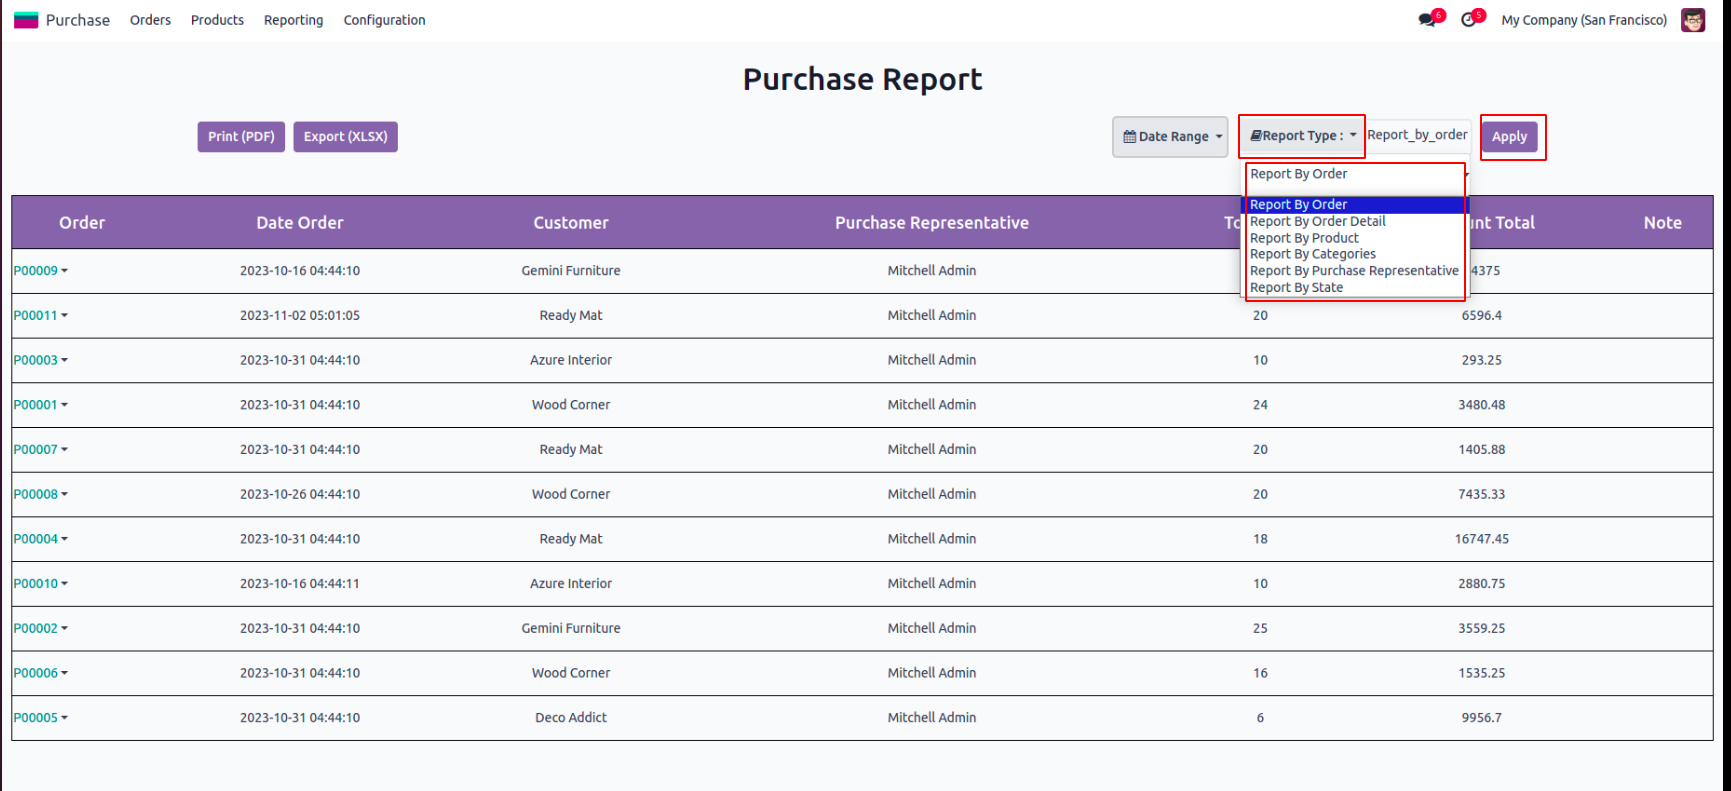 Purchase Orders Products Reporting Configuration 6 5 My Company (San Francisco)
Purchase Report
Print (PDF) Export (XLSX) Date Range Report Type : Report_by_order Apply
Report By Order
Report By Order
Report By Order Detail
Report By Product
Report By Categories
Report By Purchase Representative
Report By State
Order Date Order Customer Purchase Representative Total Note
P00009 2023-10-16 04:44:10 Gemini Furniture Mitchell Admin 4375
P00011 2023-11-02 05:01:05 Ready Mat Mitchell Admin 20 6596.4
P00003 2023-10-31 04:44:10 Azure Interior Mitchell Admin 10 293.25
P00001 2023-10-31 04:44:10 Wood Corner Mitchell Admin 24 3480.48
P00007 2023-10-31 04:44:10 Ready Mat Mitchell Admin 20 1405.88
P00008 2023-10-26 04:44:10 Wood Corner Mitchell Admin 20 7435.33
P00004 2023-10-31 04:44:10 Ready Mat Mitchell Admin 18 16747.45
P00010 2023-10-16 04:44:11 Azure Interior Mitchell Admin 10 2880.75
P00002 2023-10-31 04:44:10 Gemini Furniture Mitchell Admin 25 3559.25
P00006 2023-10-31 04:44:10 Wood Corner Mitchell Admin 16 1535.25
P00005 2023-10-31 04:44:10 Deco Addict Mitchell Admin 6 9956.7